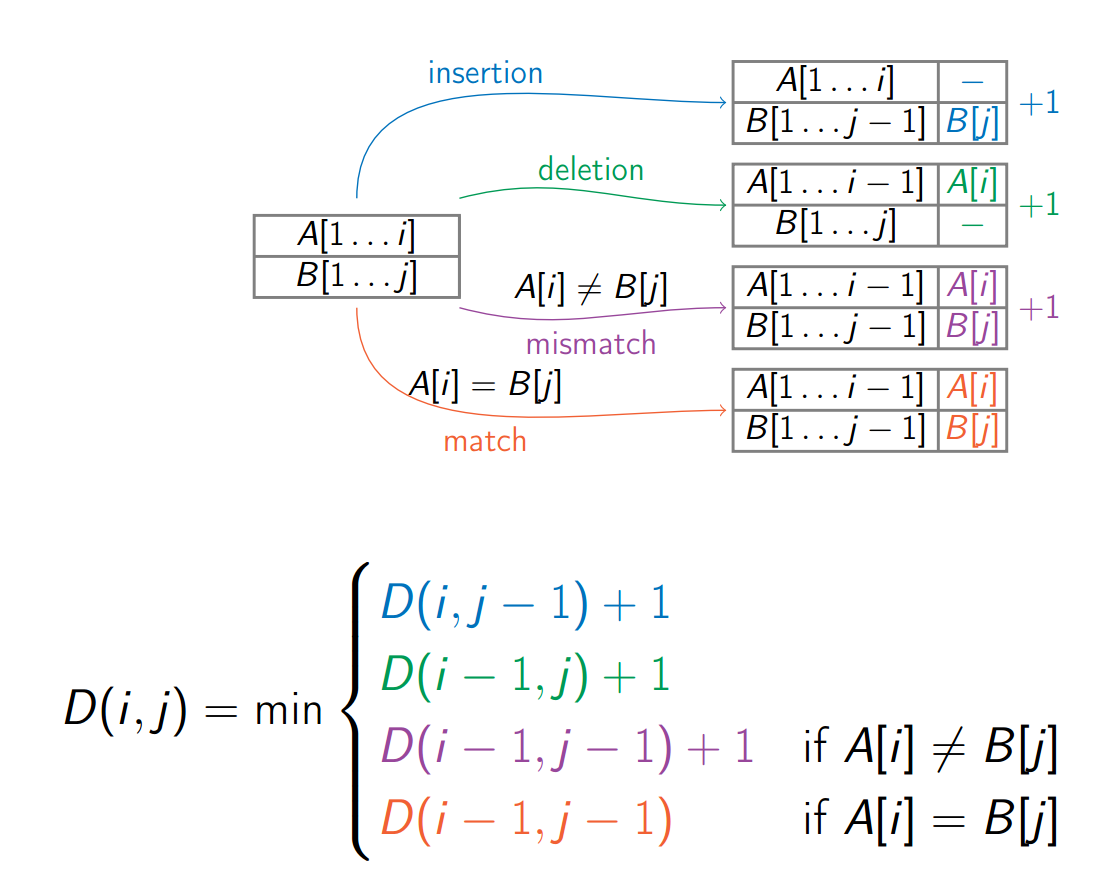 insertion
A[1 … i] −
B[1 … j − 1] B[j] +1
deletion
A[1 … i − 1] A[i]
B[1 … j] − +1
A[1 … i]
B[1 … j]
A[i] ≠ B[j]
mismatch
A[1 … i − 1] A[i]
B[1 … j − 1] B[j] +1
A[i] = B[j]
match
A[1 … i − 1] A[i]
B[1 … j − 1] B[j]
D(i, j) = min
D(i, j − 1) + 1
D(i − 1, j) + 1
D(i − 1, j − 1) + 1 if A[i] ≠ B[j]
D(i − 1, j − 1) if A[i] = B[j]